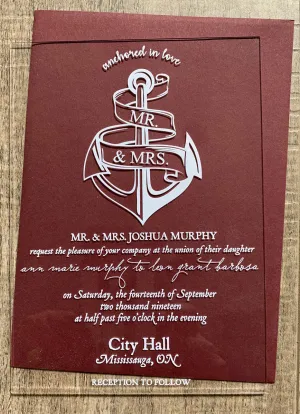 anchored in love
MR.
& MRS.
MR. & MRS. JOSHUA MURPHY
request the pleasure of your company at the union of their daughter
ann marie murphy to leon grant barbosa
on Saturday, the fourteenth of September
two thousand nineteen
at half past five o'clock in the evening
City Hall
Mississauga, ON
RECEPTION TO FOLLOW